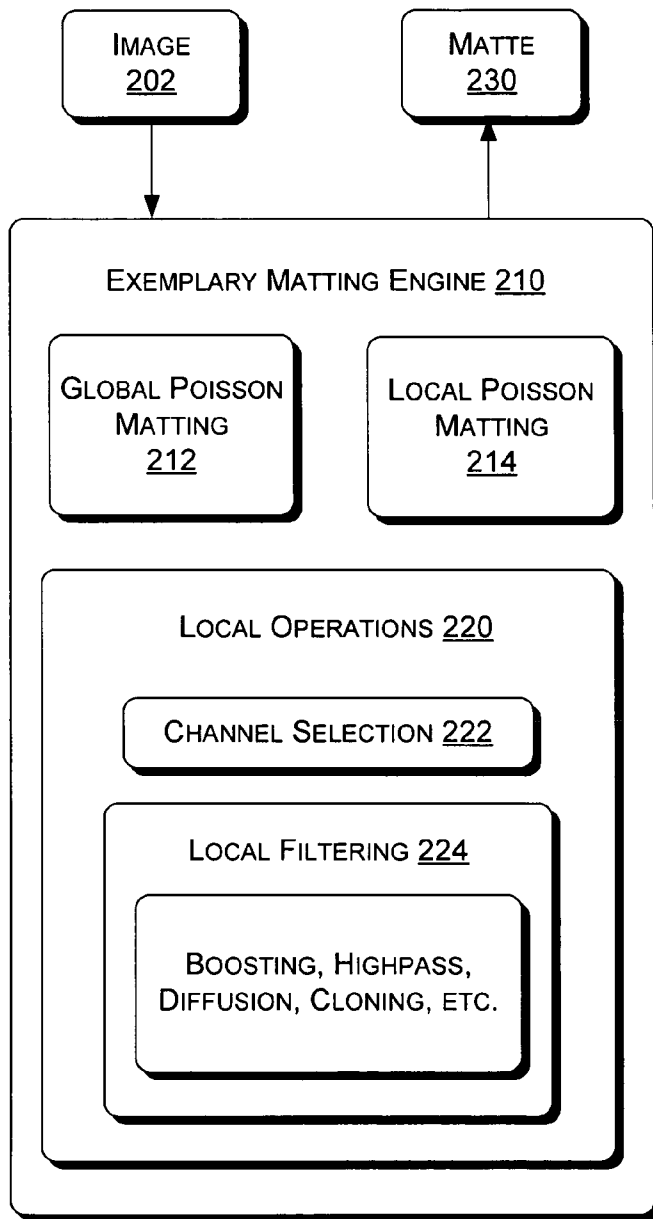 IMAGE
202
MATTE
230
EXEMPLARY MATTING ENGINE 210
GLOBAL POISSON
MATTING
212
LOCAL POISSON
MATTING
214
LOCAL OPERATIONS 220
CHANNEL SELECTION 222
LOCAL FILTERING 224
BOOSTING, HIGHPASS,
DIFFUSION, CLONING, ETC.